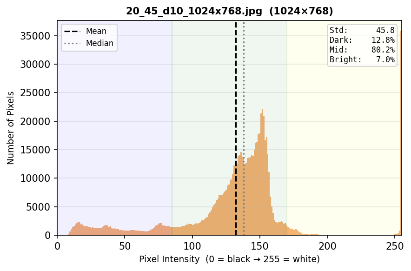 20_45_d10_1024x768.jpg  (1024×768)
Number of Pixels
35000
30000
25000
20000
15000
10000
5000
0
Mean
Median
Std: 45.8
Dark: 12.8%
Mid: 80.2%
Bright: 7.0%
0 50 100 150 200 250
Pixel Intensity  (0 = black → 255 = white)